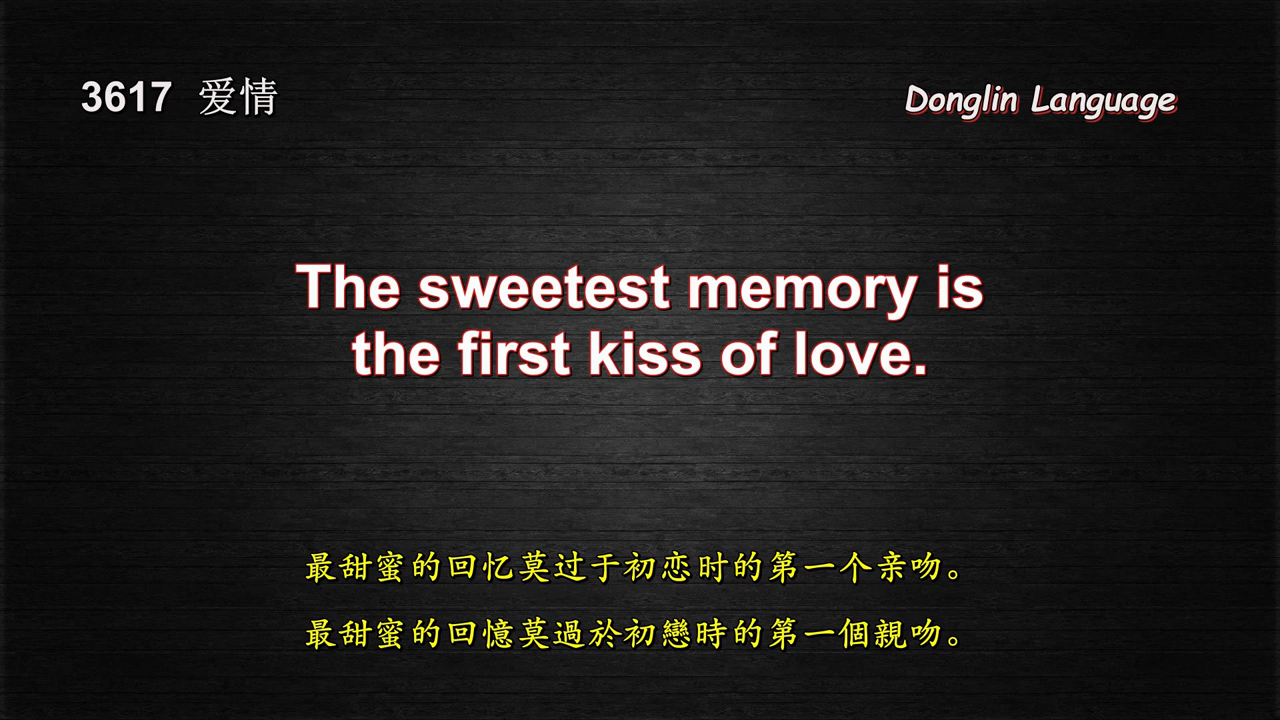 3617 爱情
Donglin Language
The sweetest memory is
the first kiss of love.
最甜蜜的回忆莫过于初恋时的第一个亲吻。
最甜蜜的回憶莫過於初戀時的第一個親吻。